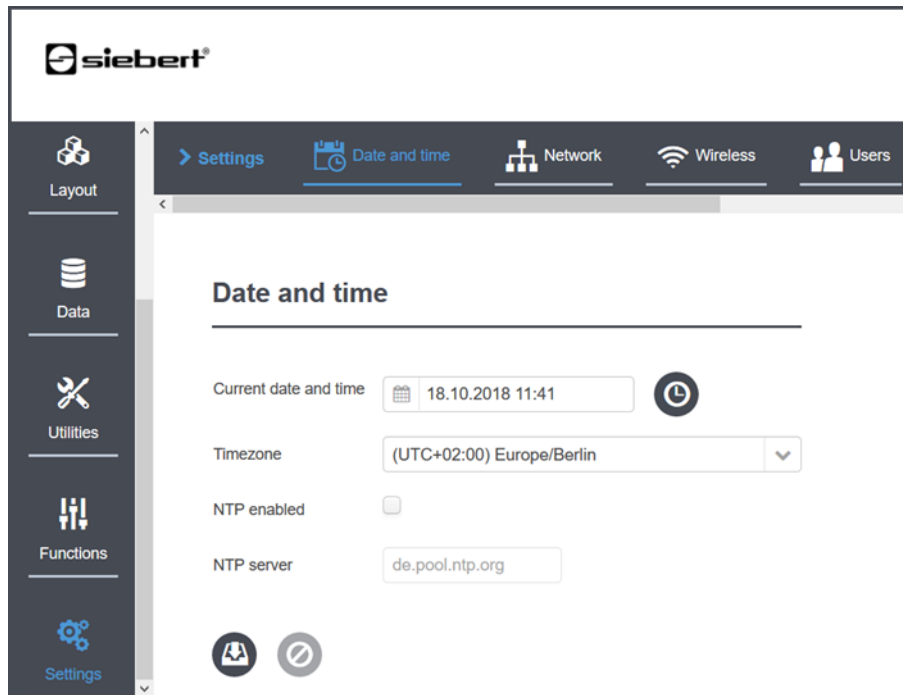 siebert®
Layout
Data
Utilities
Functions
Settings
Settings Date and time Network Wireless Users
Date and time
Current date and time 18.10.2018 11:41
Timezone (UTC+02:00) Europe/Berlin
NTP enabled
NTP server de.pool.ntp.org